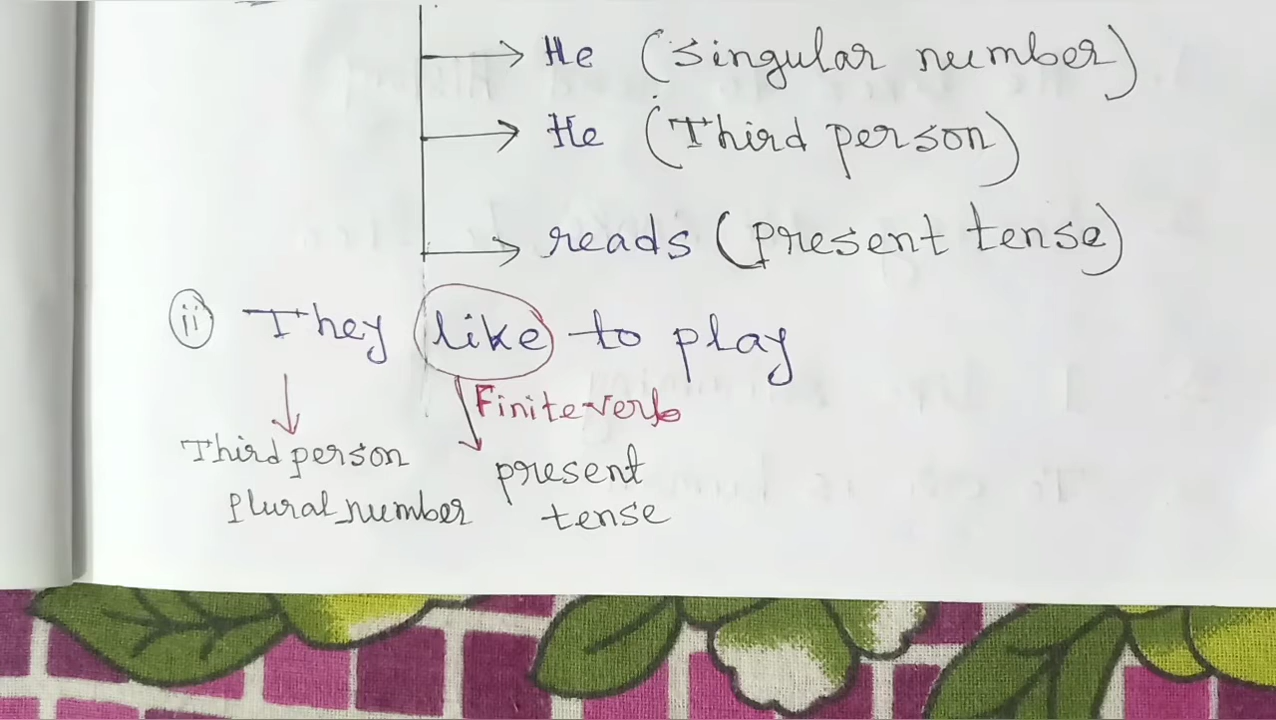 He (singular number)
He (Third person)
reads (present tense)
ii They like to play
Finite verb
Third person
present
plural number
tense